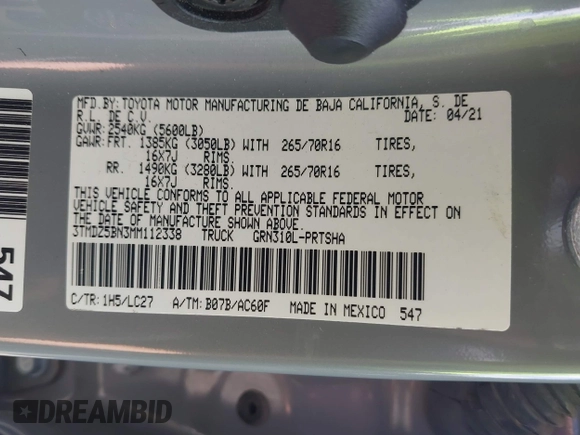 MFD.BY:TOYOTA MOTOR MANUFACTURING DE BAJA CALIFORNIA, S. DE
R.L. DE C.V. DATE: 04/21
GVWR: 2540KG (5600LB)
GAWR:FRT. 1385KG (3050LB) WITH 265/70R16 TIRES,
16X7J RIMS.
RR. 1490KG (3280LB) WITH 265/70R16 TIRES,
16X7J RIMS.
THIS VEHICLE CONFORMS TO ALL APPLICABLE FEDERAL MOTOR
VEHICLE SAFETY AND THEFT PREVENTION STANDARDS IN EFFECT ON
THE DATE OF MANUFACTURE SHOWN ABOVE.
3TMDZ5BN3MM112338 TRUCK GRN310L-PRTSHA
C/TR: 1H5/LC27 A/TM: B07B/AC60F MADE IN MEXICO 547
547
DREAMBID